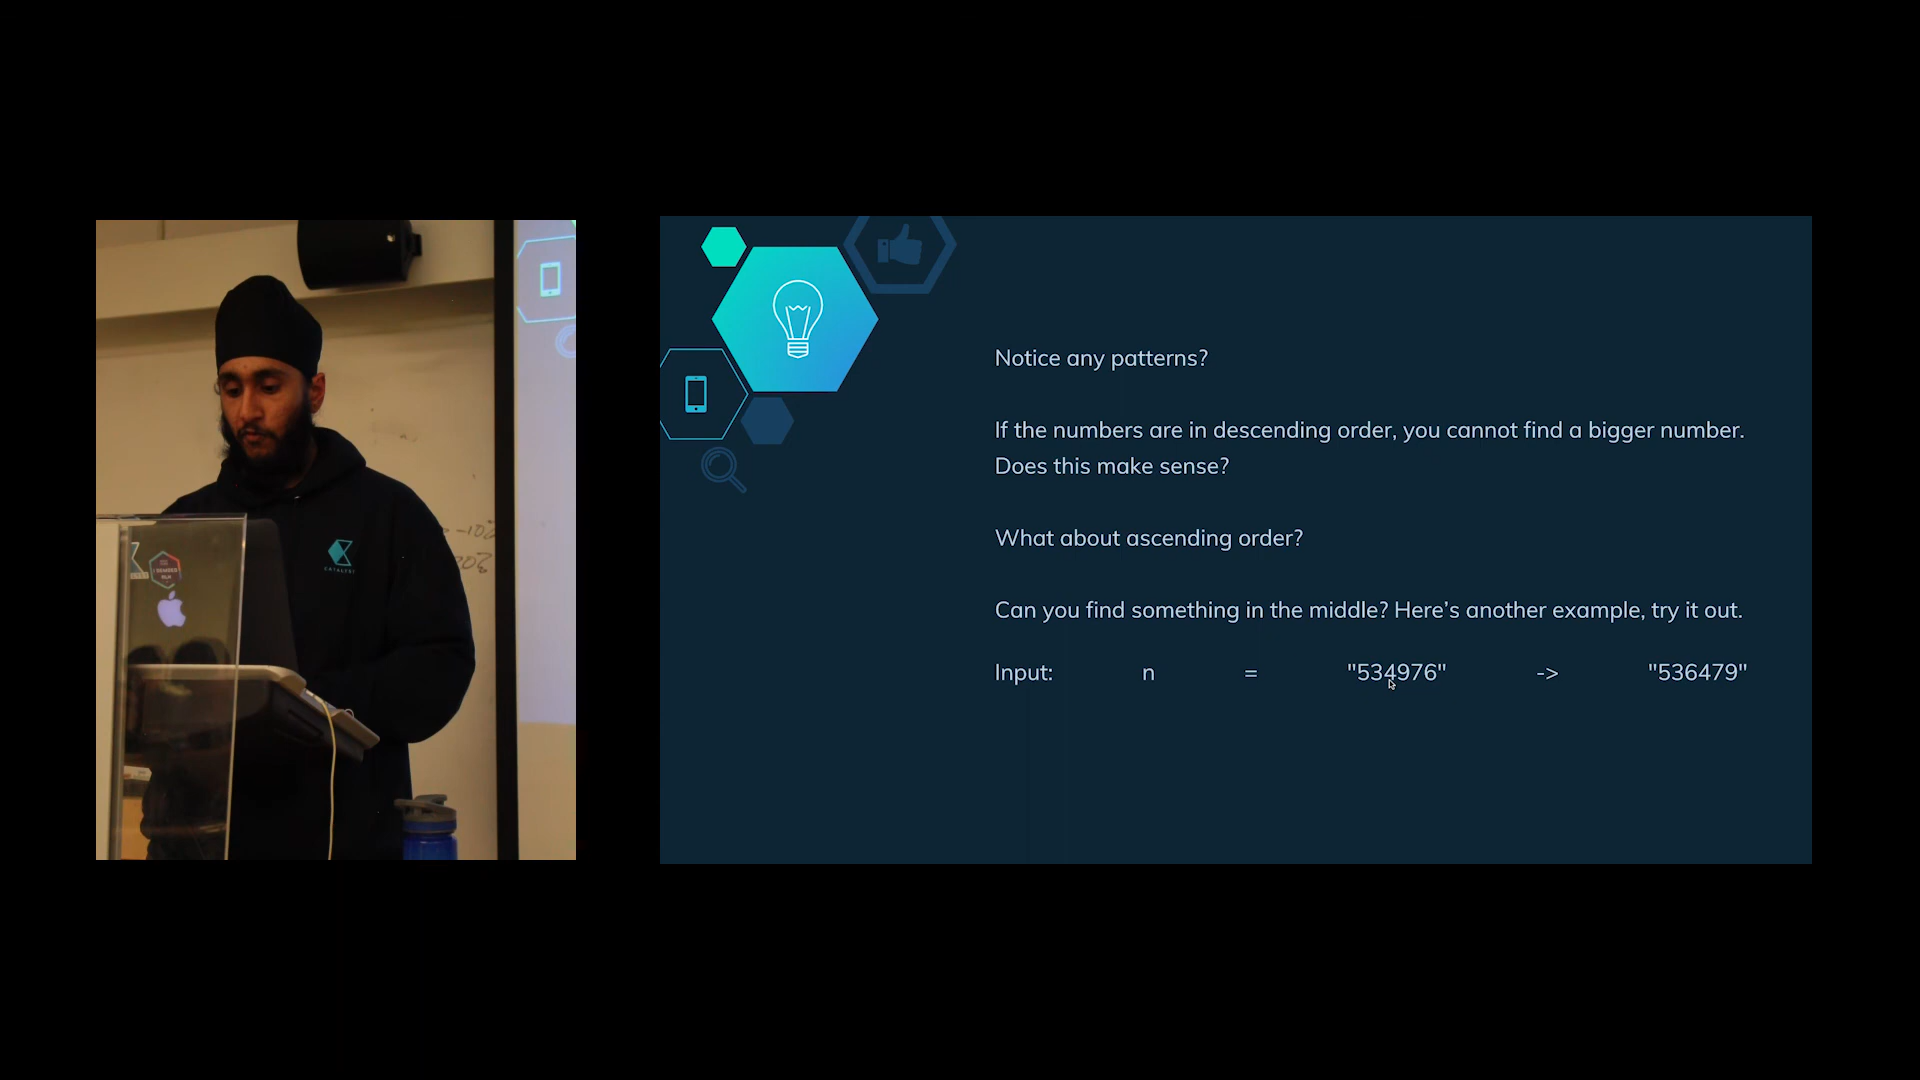 Notice any patterns?
If the numbers are in descending order, you cannot find a bigger number.
Does this make sense?
What about ascending order?
Can you find something in the middle? Here's another example, try it out.
Input: n = "534976" -> "536479"
CATALYST